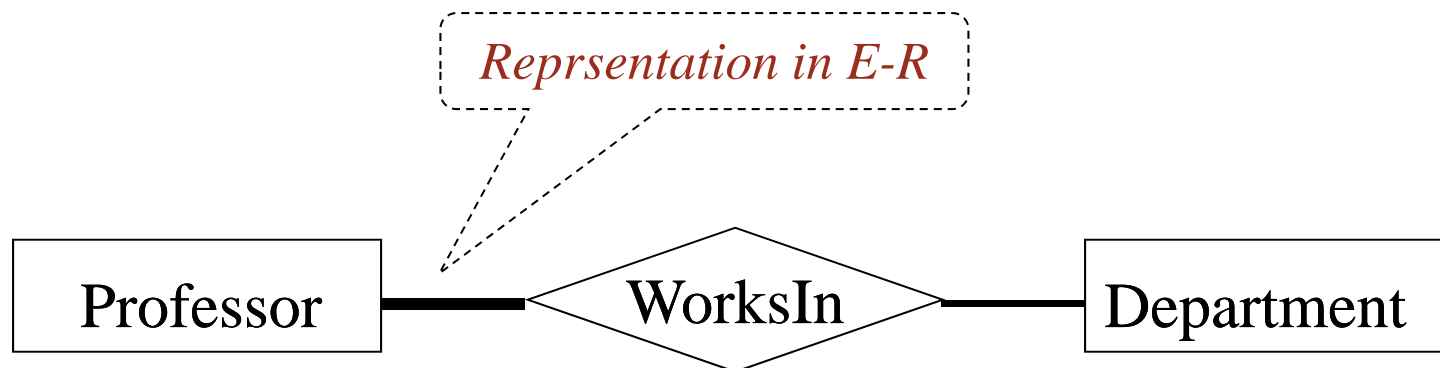 Reprsentation in E-R
Professor
WorksIn
Department